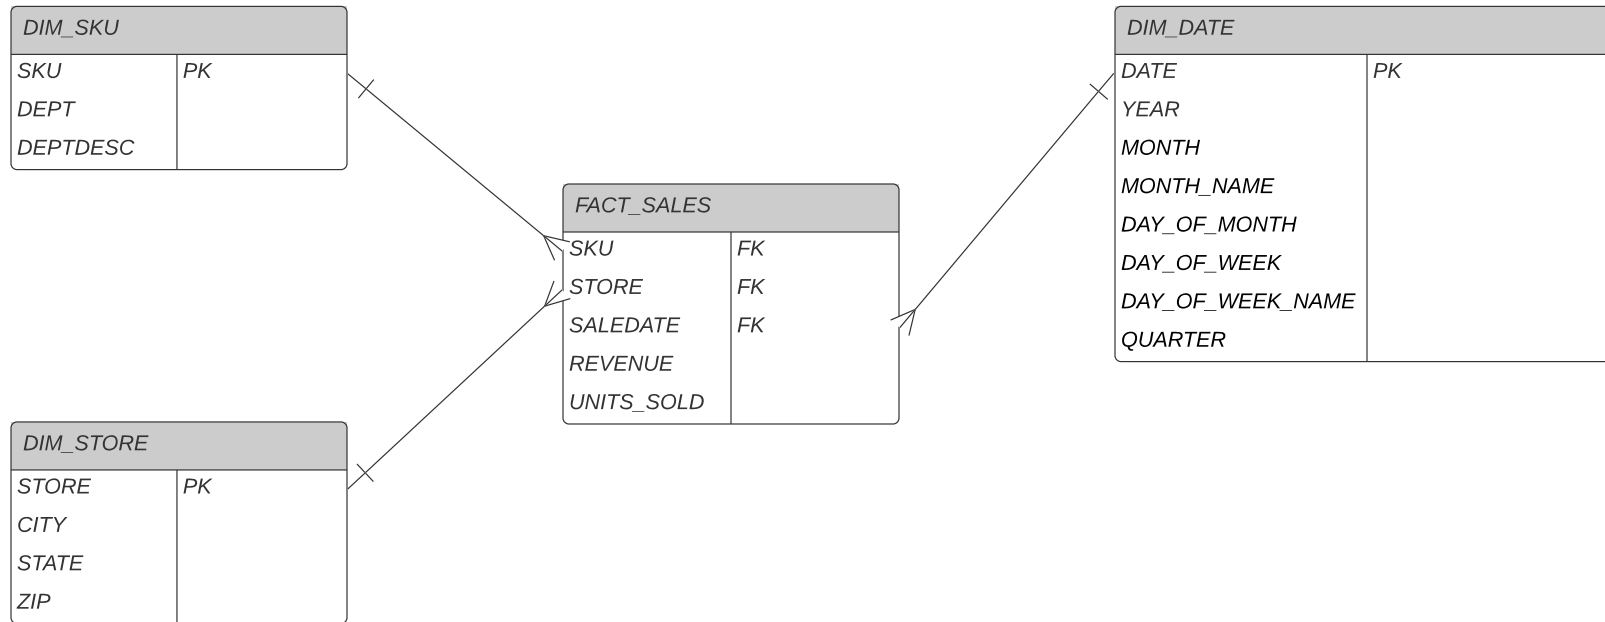 DIM_SKU
SKU PK
DEPT
DEPTDESC
DIM_DATE
DATE PK
YEAR
MONTH
MONTH_NAME
DAY_OF_MONTH
DAY_OF_WEEK
DAY_OF_WEEK_NAME
QUARTER
FACT_SALES
SKU FK
STORE FK
SALEDATE FK
REVENUE
UNITS_SOLD
DIM_STORE
STORE PK
CITY
STATE
ZIP